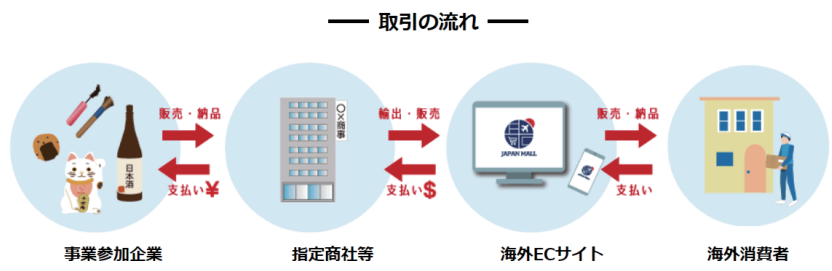 取引の流れ
販売・納品
輸出・販売
販売・納品
○×商事
日本酒
JAPAN MALL
支払い¥
支払い$
支払い
事業参加企業
指定商社等
海外ECサイト
海外消費者